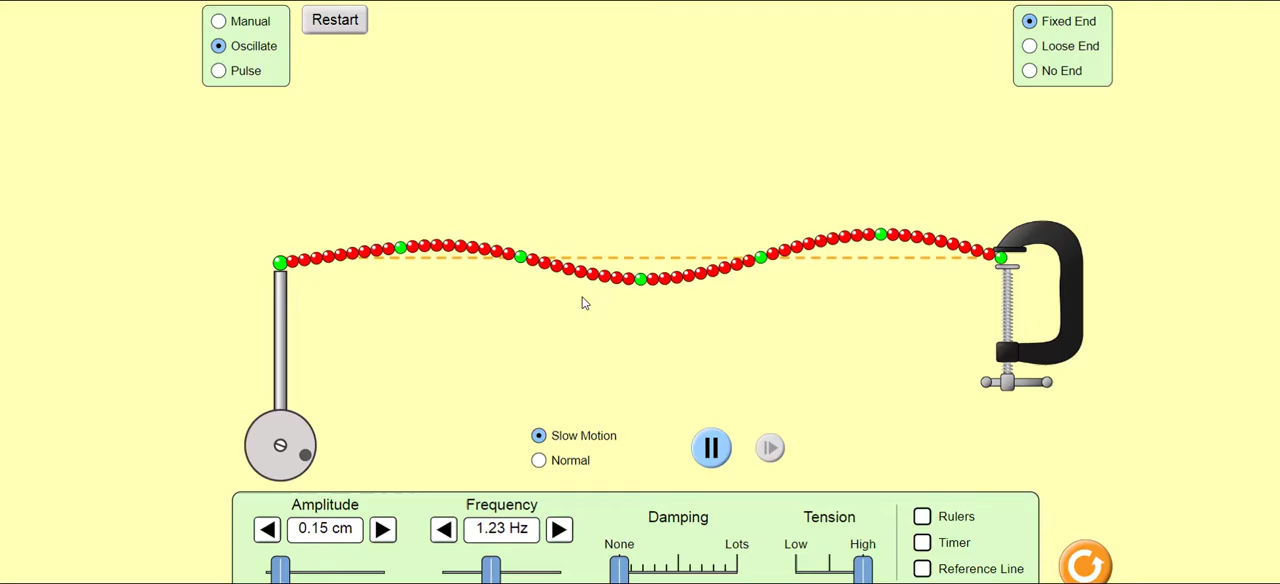 Manual
Oscillate
Pulse
Restart
Fixed End
Loose End
No End
Slow Motion
Normal
Amplitude
0.15 cm
Frequency
1.23 Hz
Damping
None
Lots
Tension
Low
High
Rulers
Timer
Reference Line